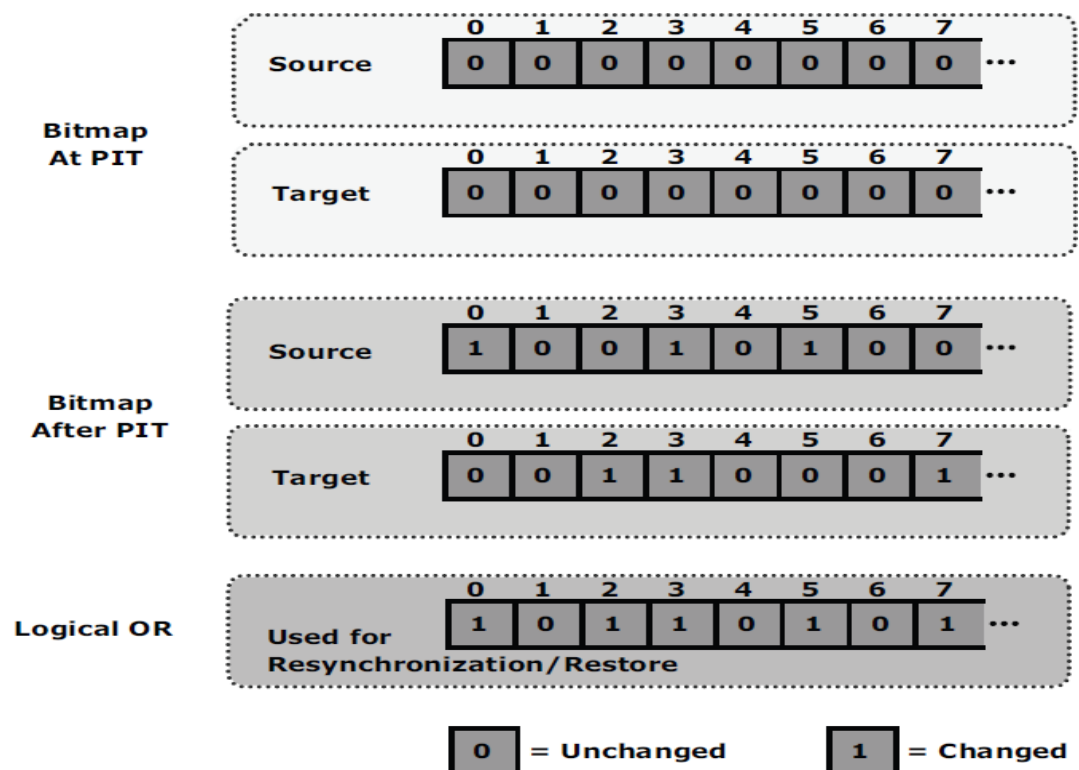 0 1 2 3 4 5 6 7
Source 0 0 0 0 0 0 0 0 ...
Bitmap
At PIT
0 1 2 3 4 5 6 7
Target 0 0 0 0 0 0 0 0 ...
0 1 2 3 4 5 6 7
Source 1 0 0 1 0 1 0 0 ...
Bitmap
After PIT
0 1 2 3 4 5 6 7
Target 0 0 1 1 0 0 0 1 ...
0 1 2 3 4 5 6 7
1 0 1 1 0 1 0 1 ...
Logical OR
Used for
Resynchronization/Restore
0 = Unchanged 1 = Changed